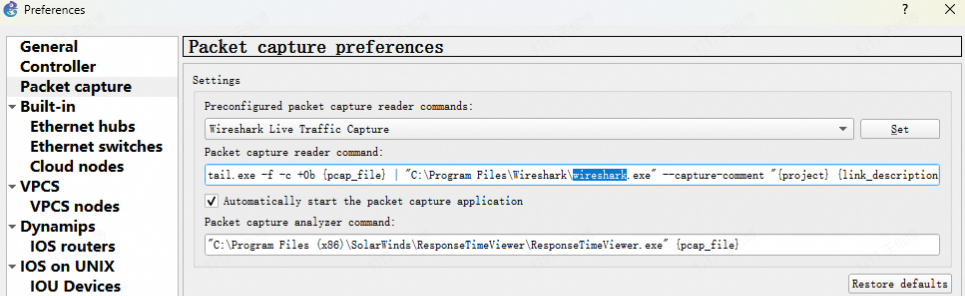 Preferences
General
Controller
Packet capture
Built-in
Ethernet hubs
Ethernet switches
Cloud nodes
VPCS
VPCS nodes
Dynamips
IOS routers
IOS on UNIX
IOU Devices
Packet capture preferences
Settings
Preconfigured packet capture reader commands:
Wireshark Live Traffic Capture
Set
Packet capture reader command:
tail.exe -f -c +0b {pcap_file} | "C:\Program Files\Wireshark\wireshark.exe" --capture-comment "{project} {link_description
Automatically start the packet capture application
Packet capture analyzer command:
"C:\Program Files (x86)\SolarWinds\ResponseTimeViewer\ResponseTimeViewer.exe" {pcap_file}
Restore defaults